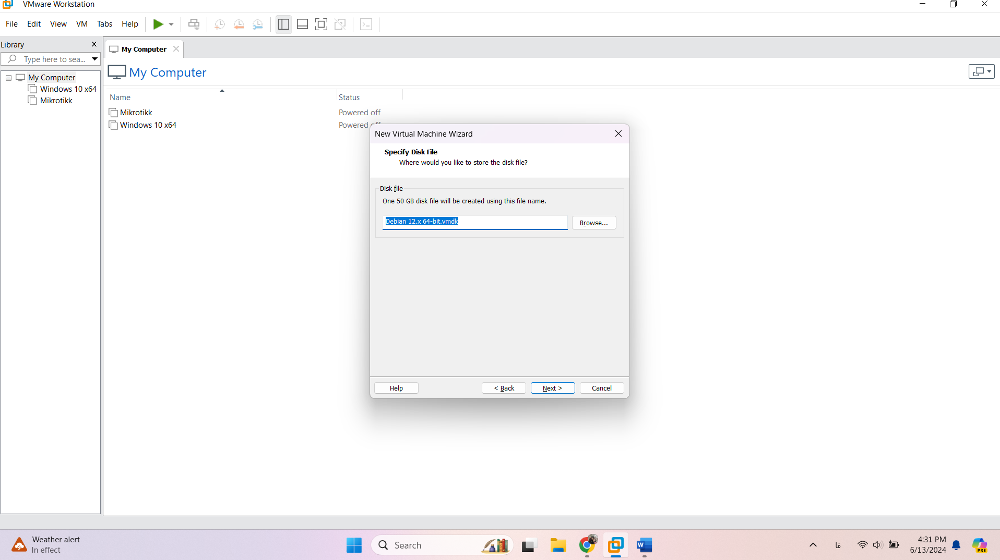 VMware Workstation
File Edit View VM Tabs Help
Library
Type here to sea...
My Computer
Windows 10 x64
Mikrotikk
My Computer
My Computer
Name Status
Mikrotikk Powered off
Windows 10 x64 Powered off
New Virtual Machine Wizard
Specify Disk File
Where would you like to store the disk file?
Disk file
One 50 GB disk file will be created using this file name.
Debian 12.x 64-bit.vmdk
Browse...
Help < Back Next > Cancel
Weather alert
In effect
Search
W
فا
4:31 PM
6/13/2024
PRE